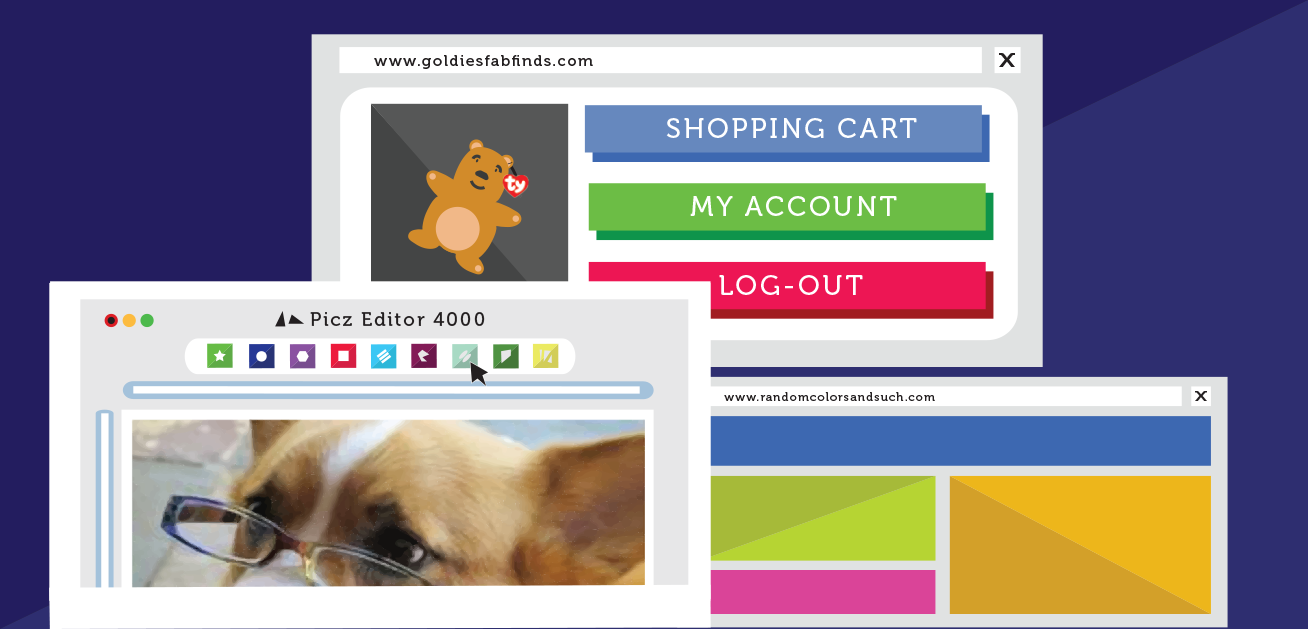 www.goldiesfabfinds.com
X
SHOPPING CART
ty
MY ACCOUNT
LOG-OUT
Picz Editor 4000
www.randomcolorsandsuch.com
X